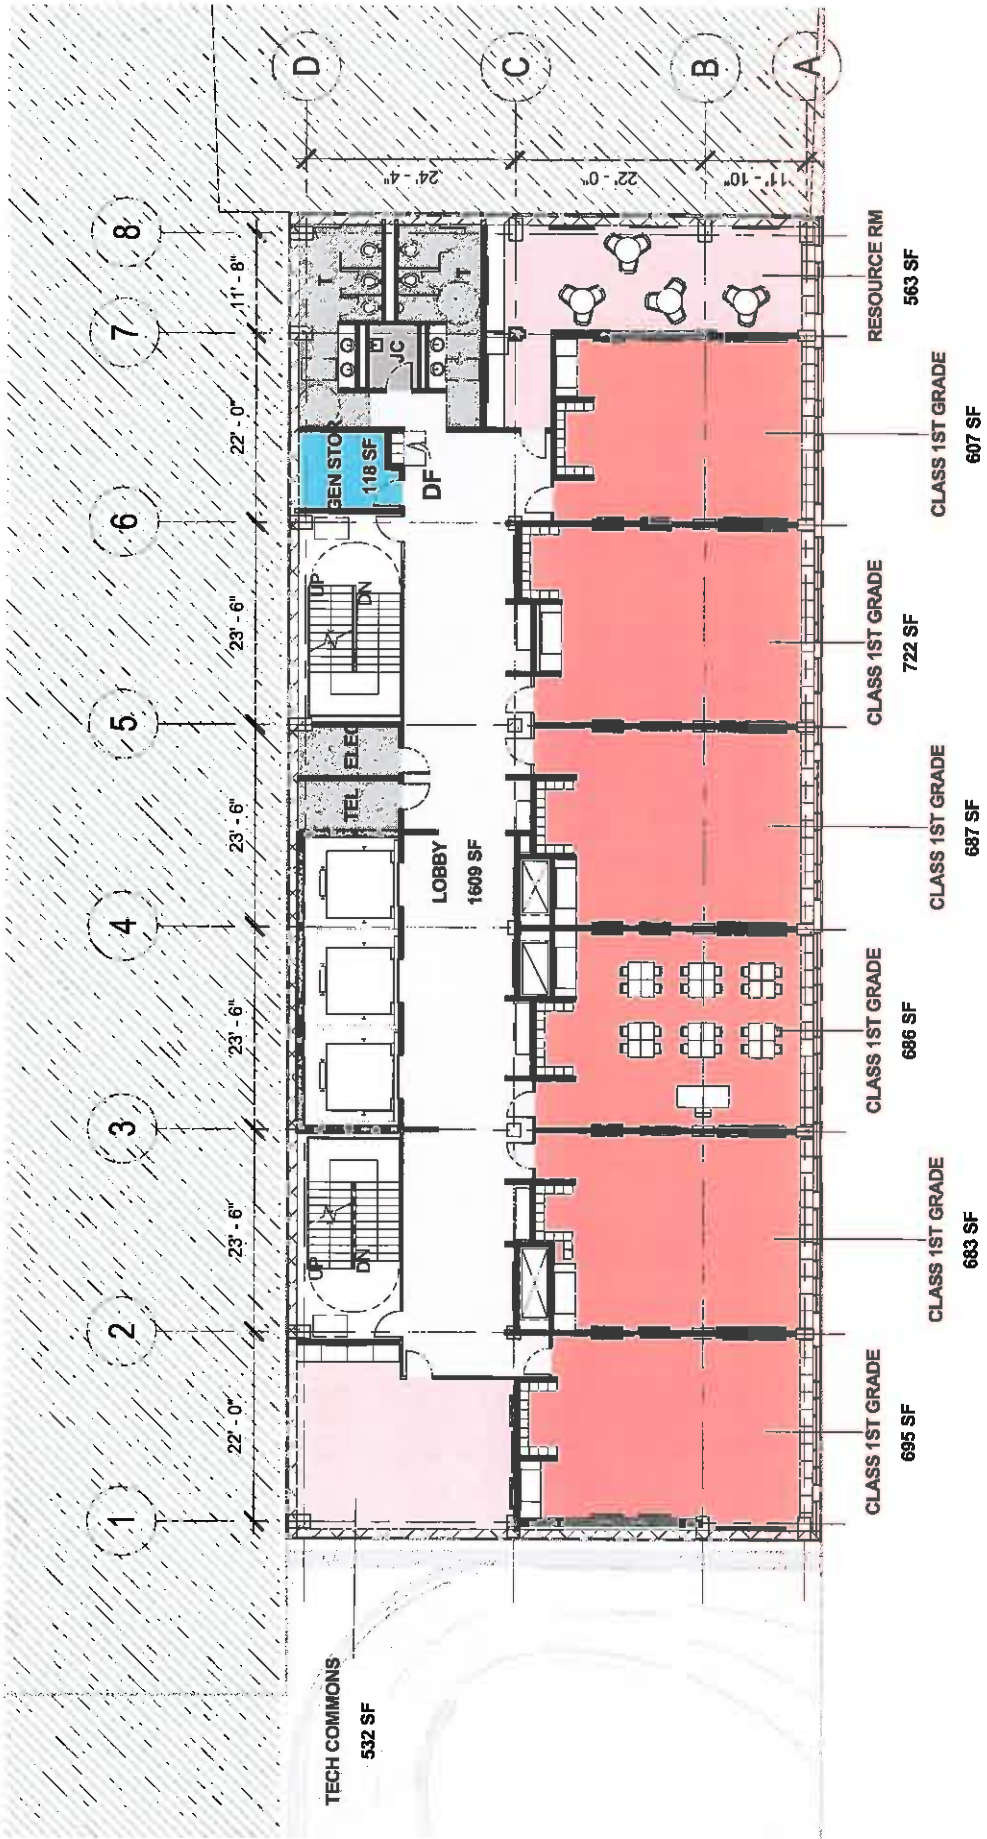 1
2
3
4
5
6
7
8
22' - 0"
23' - 6"
23' - 6"
23' - 6"
23' - 6"
22' - 0"
11' - 8"
D
C
B
A
24' - 4"
22' - 0"
11' - 10"
TECH COMMONS
532 SF
UP
DN
TEL
ELEC
UP
DN
GEN STOR
118 SF
DF
JC
T
T
LOBBY
1609 SF
CLASS 1ST GRADE
695 SF
CLASS 1ST GRADE
683 SF
CLASS 1ST GRADE
686 SF
CLASS 1ST GRADE
687 SF
CLASS 1ST GRADE
722 SF
CLASS 1ST GRADE
607 SF
RESOURCE RM
563 SF